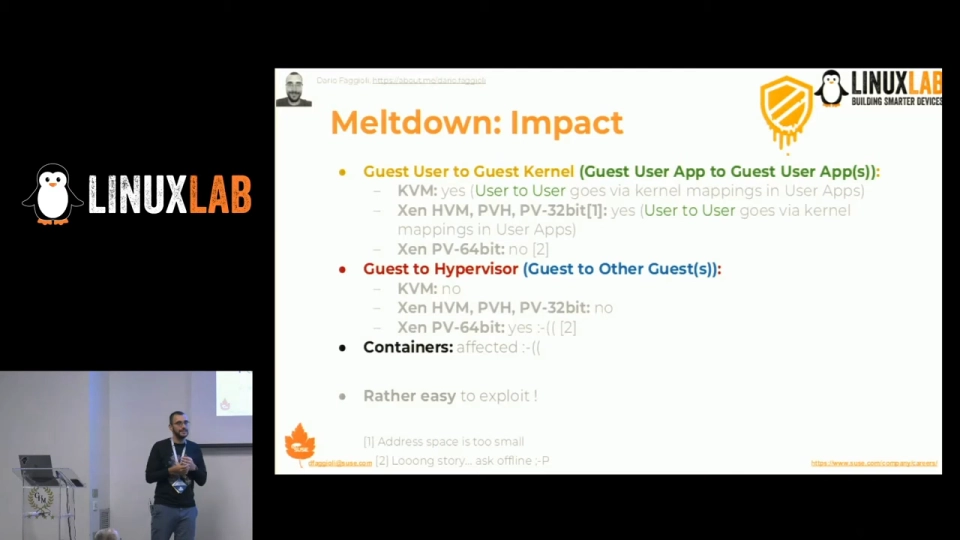 LINUXLAB
Dario Faggioli, https://about.me/dario.faggioli
LINUXLAB
BUILDING SMARTER DEVICES
Meltdown: Impact
● Guest User to Guest Kernel (Guest User App to Guest User App(s)):
– KVM: yes (User to User goes via kernel mappings in User Apps)
– Xen HVM, PVH, PV-32bit[1]: yes (User to User goes via kernel
mappings in User Apps)
– Xen PV-64bit: no [2]
● Guest to Hypervisor (Guest to Other Guest(s)):
– KVM: no
– Xen HVM, PVH, PV-32bit: no
– Xen PV-64bit: yes :-(( [2]
● Containers: affected :-((
● Rather easy to exploit !
[1] Address space is too small
[2] Looong story... ask offline ;-P
dfaggioli@suse.com
https://www.suse.com/company/careers/